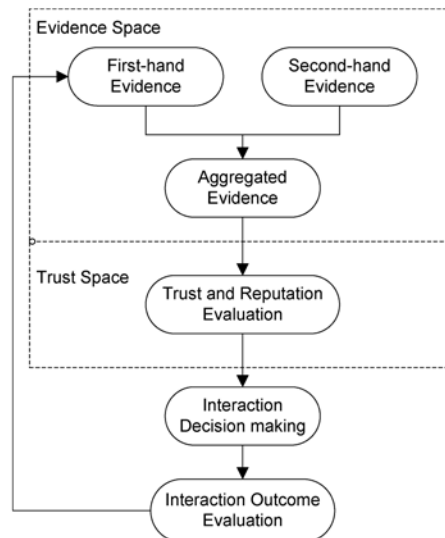 Evidence Space
First-hand
Evidence
Second-hand
Evidence
Aggregated
Evidence
Trust Space
Trust and Reputation
Evaluation
Interaction
Decision making
Interaction Outcome
Evaluation